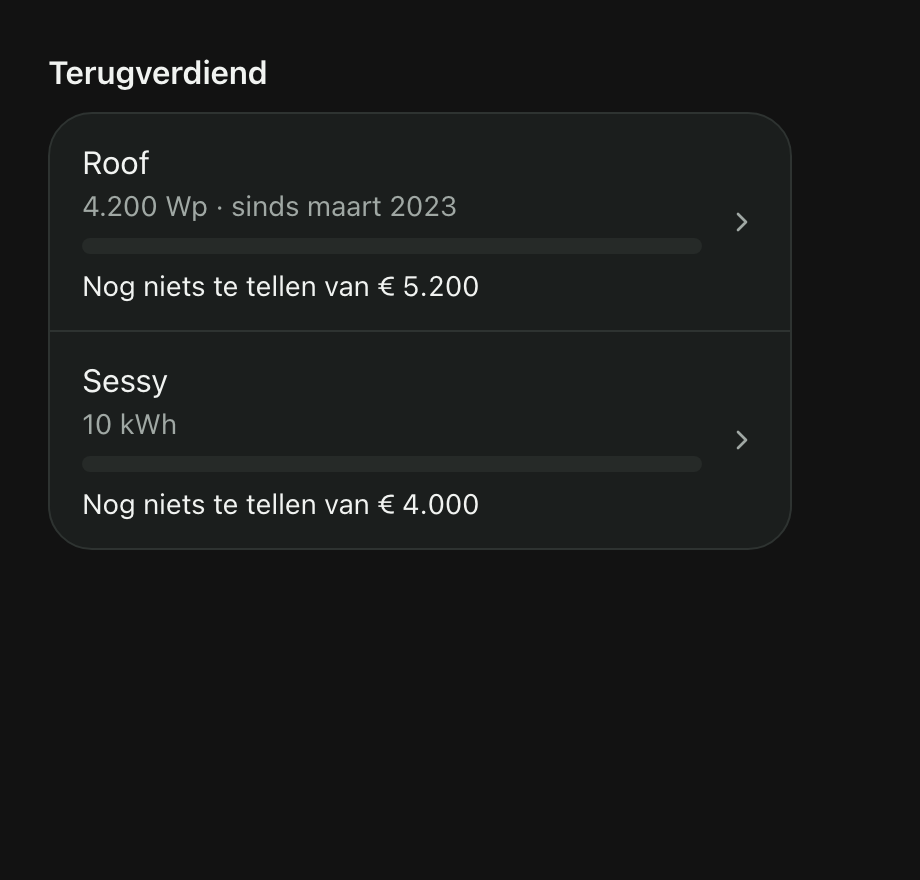 Terugverdiend
Roof
4.200 Wp · sinds maart 2023
Nog niets te tellen van € 5.200
Sessy
10 kWh
Nog niets te tellen van € 4.000